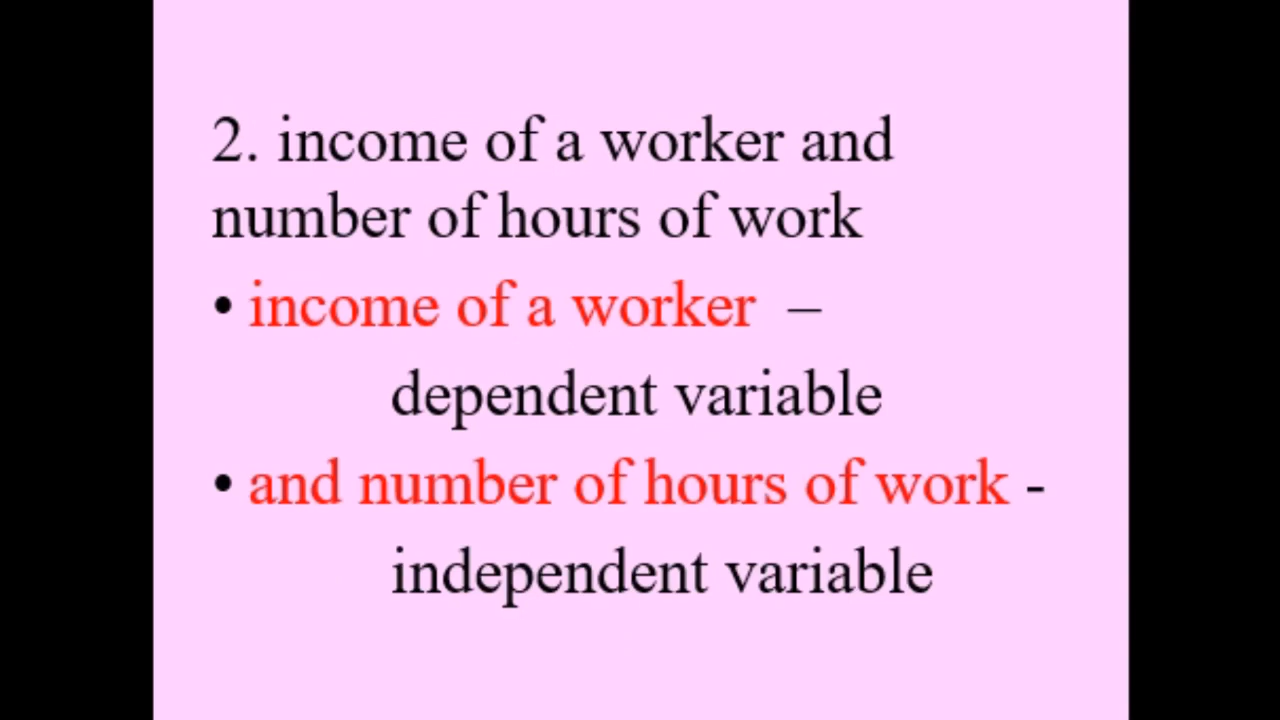 2. income of a worker and
number of hours of work
• income of a worker –
dependent variable
• and number of hours of work -
independent variable